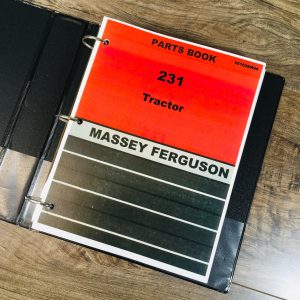 PARTS BOOK
231
Tractor
MASSEY FERGUSON